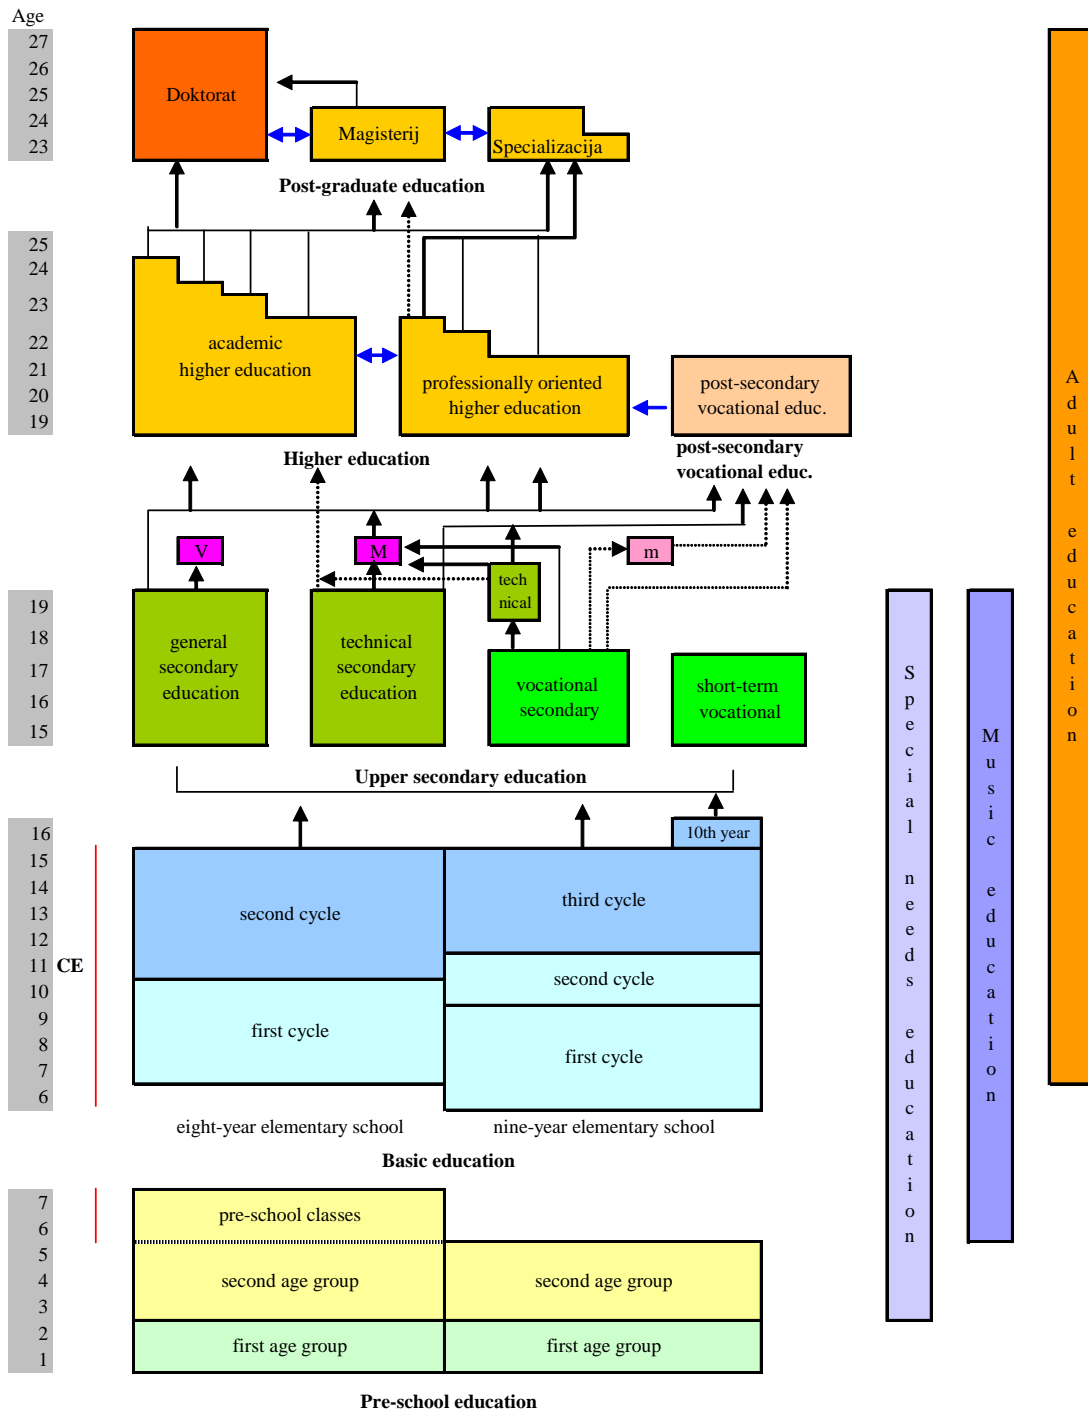 Age
27
26
25
24
23
Doktorat
Magisterij
Specializacija
Post-graduate education
25
24
23
22
21
20
19
academic
higher education
professionally oriented
higher education
post-secondary
vocational educ.
Higher education
post-secondary
vocational educ.
V
M
m
tech
nical
19
18
17
16
15
general
secondary
education
technical
secondary
education
vocational
secondary
short-term
vocational
Upper secondary education
16
15
14
13
12
11
10
9
8
7
6
CE
10th year
second cycle
third cycle
second cycle
first cycle
first cycle
eight-year elementary school
nine-year elementary school
Basic education
7
6
5
4
3
2
1
pre-school classes
second age group
second age group
first age group
first age group
Pre-school education
Special needs education
Music education
Adult education